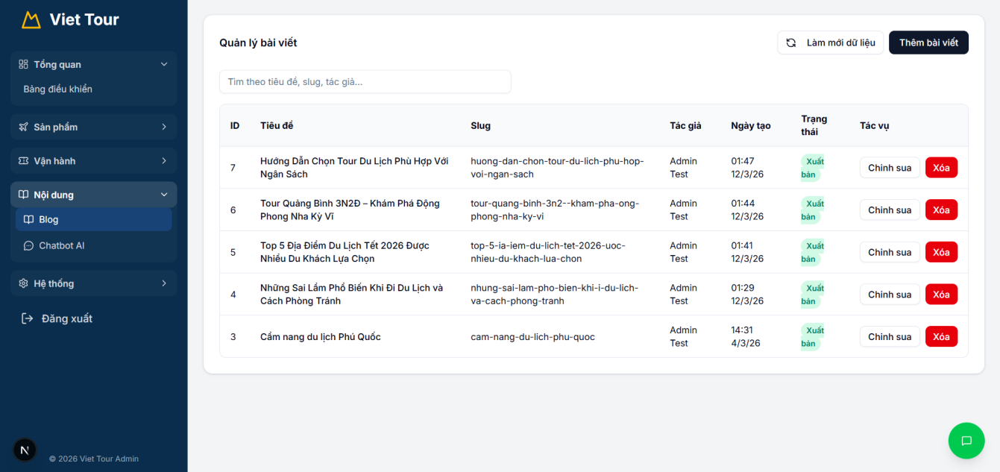 Viet Tour
Tổng quan
Bảng điều khiển
Sản phẩm
Vận hành
Nội dung
Blog
Chatbot AI
Hệ thống
Đăng xuất
N
© 2026 Viet Tour Admin
Quản lý bài viết
Làm mới dữ liệu
Thêm bài viết
Tìm theo tiêu đề, slug, tác giả...
ID Tiêu đề Slug Tác giả Ngày tạo Trạng thái Tác vụ
7 Hướng Dẫn Chọn Tour Du Lịch Phù Hợp Với huong-dan-chon-tour-du-lich-phu-hop- Admin 01:47 Xuất Chỉnh sua Xóa
Ngân Sách voi-ngan-sach Test 12/3/26 bản
6 Tour Quảng Bình 3N2Đ – Khám Phá Động tour-quang-binh-3n2--kham-pha-ong- Admin 01:44 Xuất Chỉnh sua Xóa
Phong Nha Kỳ Vĩ phong-nha-ky-vi Test 12/3/26 bản
5 Top 5 Địa Điểm Du Lịch Tết 2026 Được top-5-ia-iem-du-lich-tet-2026-uoc- Admin 01:41 Xuất Chỉnh sua Xóa
Nhiều Du Khách Lựa Chọn nhieu-du-khach-lua-chon Test 12/3/26 bản
4 Những Sai Lầm Phổ Biến Khi Đi Du Lịch và nhung-sai-lam-pho-bien-khi-i-du-lich- Admin 01:29 Xuất Chỉnh sua Xóa
Cách Phòng Tránh va-cach-phong-tranh Test 12/3/26 bản
3 Cẩm nang du lịch Phú Quốc cam-nang-du-lich-phu-quoc Admin 14:31 Xuất Chỉnh sua Xóa
Test 4/3/26 bản